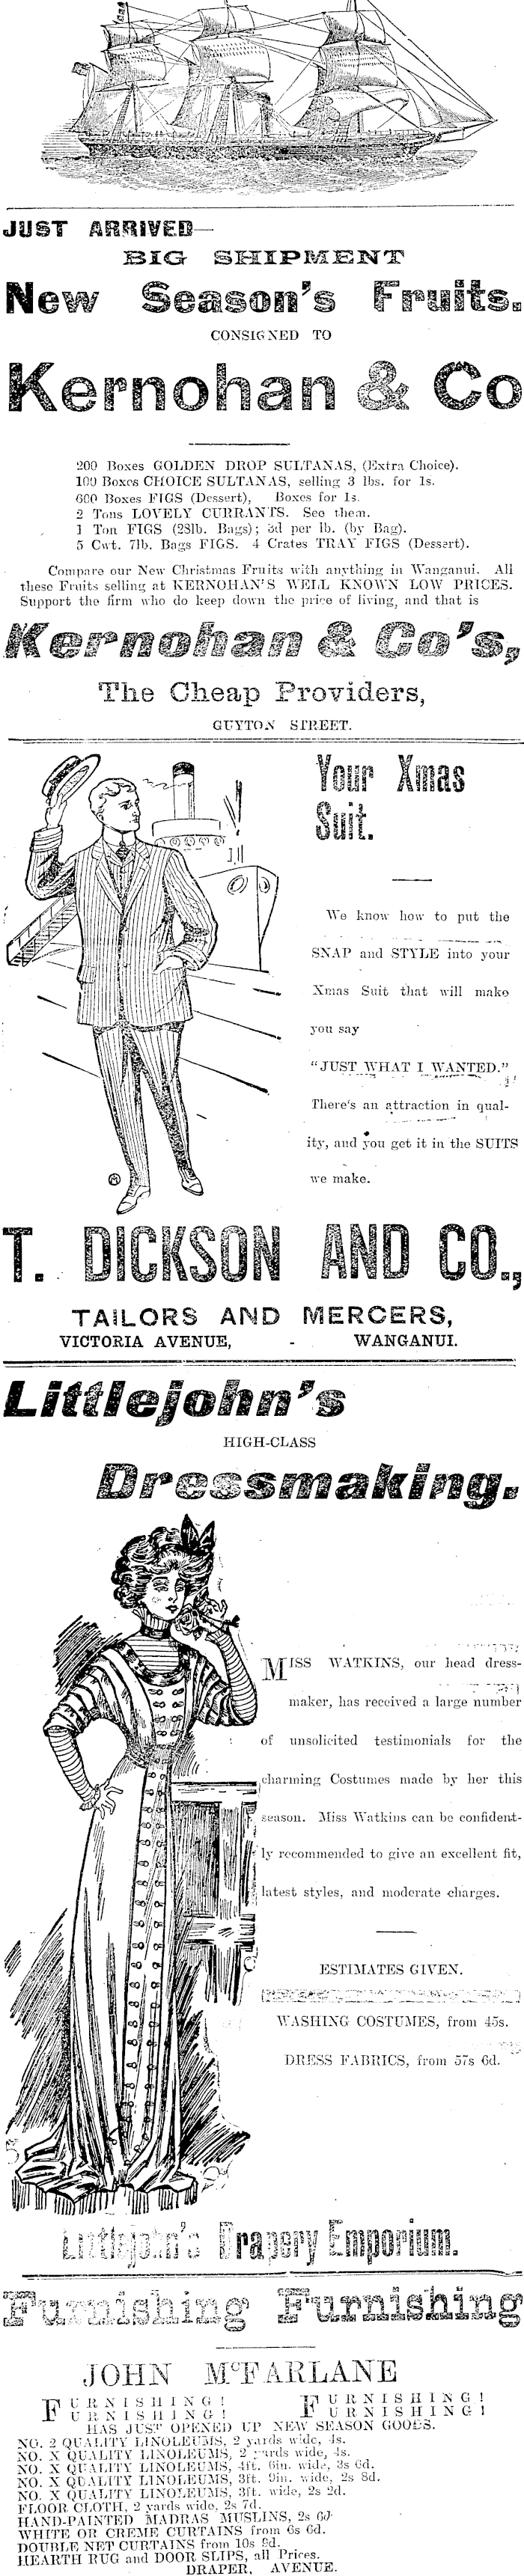 JUST ARRIVED—
BIG SHIPMENT
New Season's Fruits.
CONSIGNED TO
Kernohan & Co
200 Boxes GOLDEN DROP SULTANAS, (Extra Choice).
100 Boxes CHOICE SULTANAS, selling 3 lbs. for 1s.
600 Boxes FIGS (Dessert), Boxes for 1s.
2 Tons LOVELY CURRANTS. See them.
1 Ton FIGS (28lb. Bags); 3d per lb. (by Bag).
5 Cwt. 7lb. Bags FIGS. 4 Crates TRAY FIGS (Dessert).
Compare our New Christmas Fruits with anything in Wanganui. All
these Fruits selling at KERNOHAN'S WELL KNOWN LOW PRICES.
Support the firm who do keep down the price of living, and that is
Kernohan & Co's,
The Cheap Providers,
GUYTON STREET.
Your Xmas
Suit.
We know how to put the
SNAP and STYLE into your
Xmas Suit that will make
you say
"JUST WHAT I WANTED."
There's an attraction in qual-
ity, and you get it in the SUITS
we make.
T. DICKSON AND CO.,
TAILORS AND MERCERS,
VICTORIA AVENUE, - WANGANUI.
Littlejohn's
HIGH-CLASS
Dressmaking.
MISS WATKINS, our head dress-
maker, has received a large number
of unsolicited testimonials for the
charming Costumes made by her this
season. Miss Watkins can be confident-
ly recommended to give an excellent fit,
latest styles, and moderate charges.
ESTIMATES GIVEN.
WASHING COSTUMES, from 45s.
DRESS FABRICS, from 57s 6d.
Littlejohn's Drapery Emporium.
Furnishing Furnishing
JOHN McFARLANE
FURNISHING! FURNISHING!
FURNISHING! FURNISHING!
HAS JUST OPENED UP NEW SEASON GOODS.
NO. 2 QUALITY LINOLEUMS, 2 yards wide, 4s.
NO. X QUALITY LINOLEUMS, 2 yards wide, 4s.
NO. X QUALITY LINOLEUMS, 4ft. 6in. wide, 3s 6d.
NO. X QUALITY LINOLEUMS, 3ft. 9in. wide, 2s 8d.
NO. X QUALITY LINOLEUMS, 3ft. wide, 2s 2d.
FLOOR CLOTH, 2 yards wide, 2s 7d.
HAND-PAINTED MADRAS MUSLINS, 2s 6d
WHITE OR CREME CURTAINS from 6s 6d.
DOUBLE NET CURTAINS from 10s
HEARTH RUG and DOOR SLIPS, all Prices.
DRAPER, AVENUE.